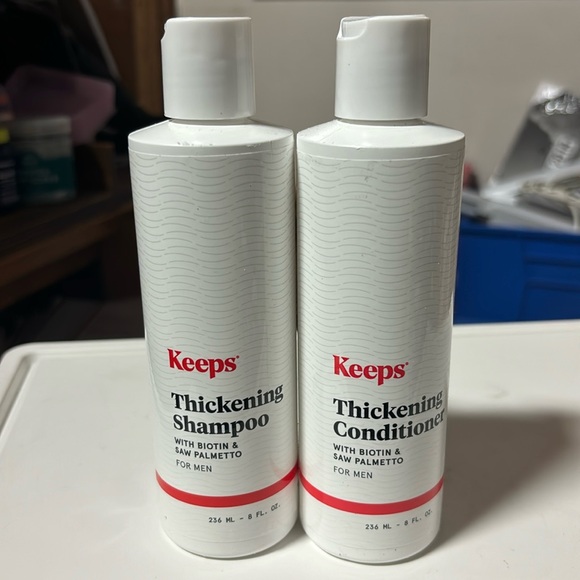 Keeps
Thickening
Shampoo
WITH BIOTIN &
SAW PALMETTO
FOR MEN
236 ML – 8 FL. OZ.
Keeps
Thickening
Conditioner
WITH BIOTIN &
SAW PALMETTO
FOR MEN
236 ML – 8 FL. OZ.